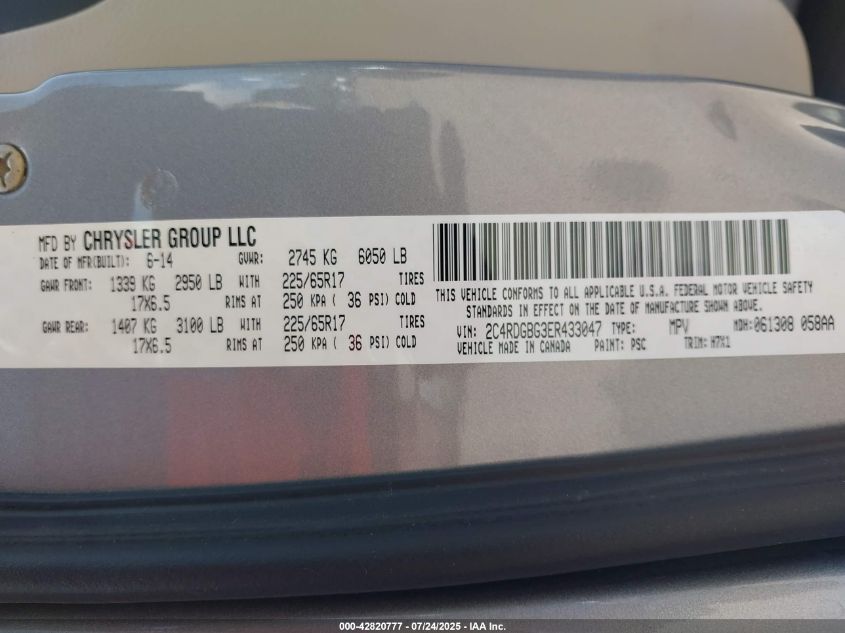 MFD BY CHRYSLER GROUP LLC
DATE OF MFR(BUILT): 6-14 GVWR: 2745 KG 6050 LB
GAWR FRONT: 1339 KG 2950 LB WITH 225/65R17 TIRES
17X6.5 RIMS AT 250 KPA ( 36 PSI) COLD
GAWR REAR: 1407 KG 3100 LB WITH 225/65R17 TIRES
17X6.5 RIMS AT 250 KPA ( 36 PSI) COLD
THIS VEHICLE CONFORMS TO ALL APPLICABLE U.S.A. FEDERAL MOTOR VEHICLE SAFETY
STANDARDS IN EFFECT ON THE DATE OF MANUFACTURE SHOWN ABOVE.
VIN: 2C4RDGBG3ER433047 TYPE: MPV MDH:061308 058AA
VEHICLE MADE IN CANADA PAINT: PSC TRIM: H7X1
000-42820777 - 07/24/2025 - IAA Inc.